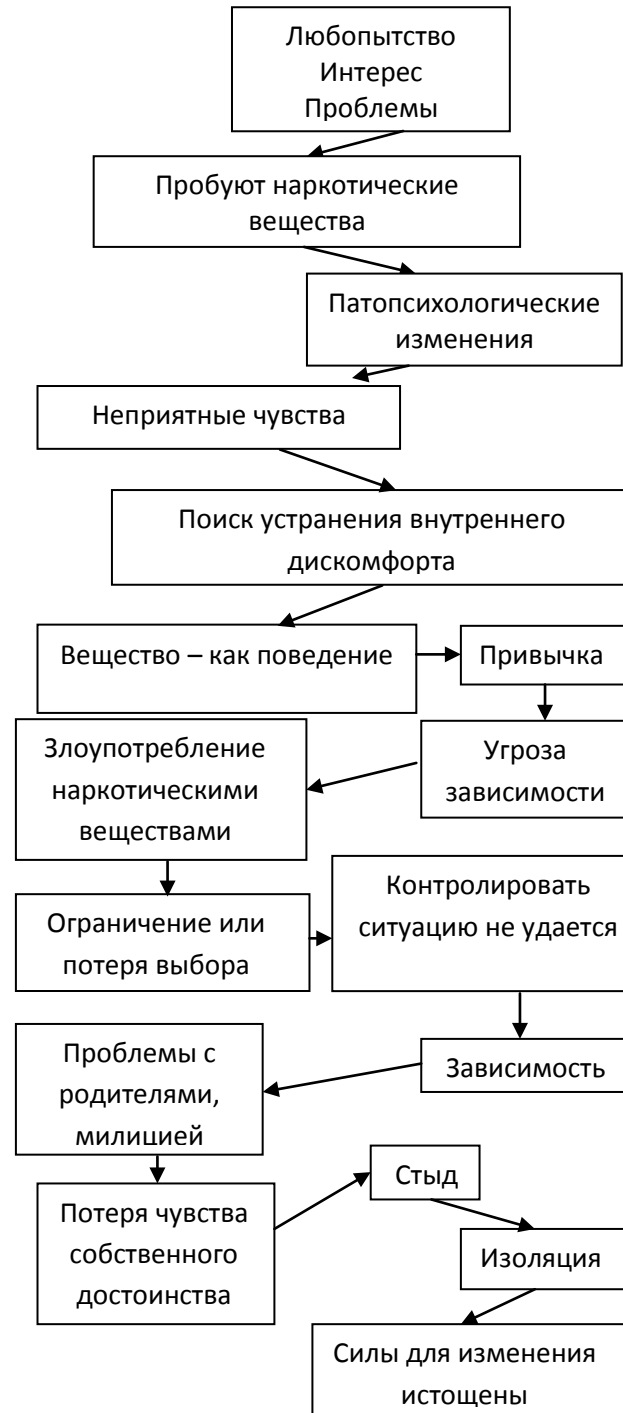 Любопытство
Интерес
Проблемы
Пробуют наркотические
вещества
Патопсихологические
изменения
Неприятные чувства
Поиск устранения внутреннего
дискомфорта
Вещество – как поведение
Привычка
Угроза
зависимости
Злоупотребление
наркотическими
веществами
Ограничение или
потеря выбора
Контролировать
ситуацию не удается
Зависимость
Проблемы с
родителями,
милицией
Потеря чувства
собственного
достоинства
Стыд
Изоляция
Силы для изменения
истощены